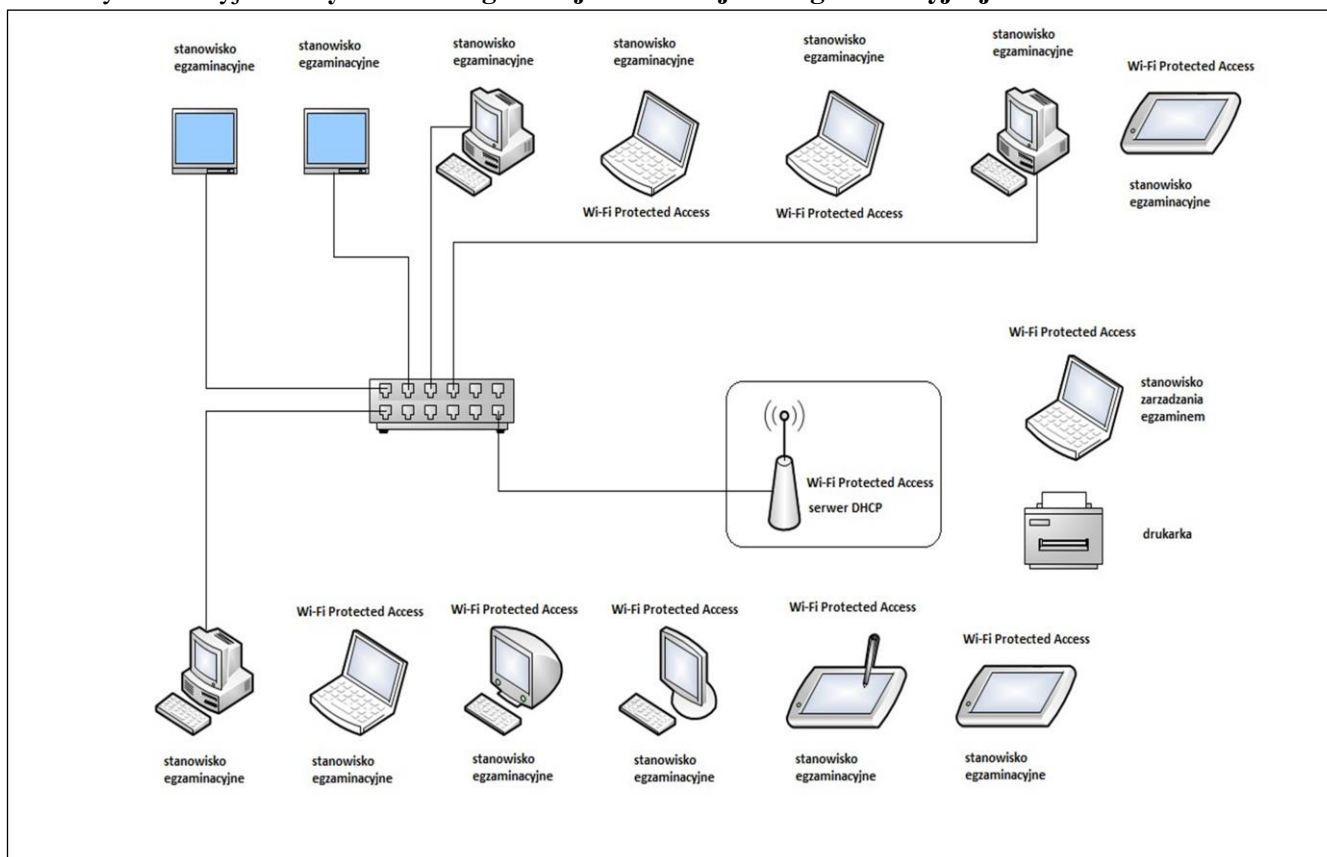 stanowisko
egzaminacyjne
stanowisko
egzaminacyjne
stanowisko
egzaminacyjne
stanowisko
egzaminacyjne
stanowisko
egzaminacyjne
stanowisko
egzaminacyjne
Wi-Fi Protected Access
Wi-Fi Protected Access
Wi-Fi Protected Access
stanowisko
egzaminacyjne
Wi-Fi Protected Access
stanowisko
zarzadzania
egzaminem
Wi-Fi Protected Access
serwer DHCP
drukarka
Wi-Fi Protected Access
Wi-Fi Protected Access
Wi-Fi Protected Access
Wi-Fi Protected Access
Wi-Fi Protected Access
stanowisko
egzaminacyjne
stanowisko
egzaminacyjne
stanowisko
egzaminacyjne
stanowisko
egzaminacyjne
stanowisko
egzaminacyjne
stanowisko
egzaminacyjne